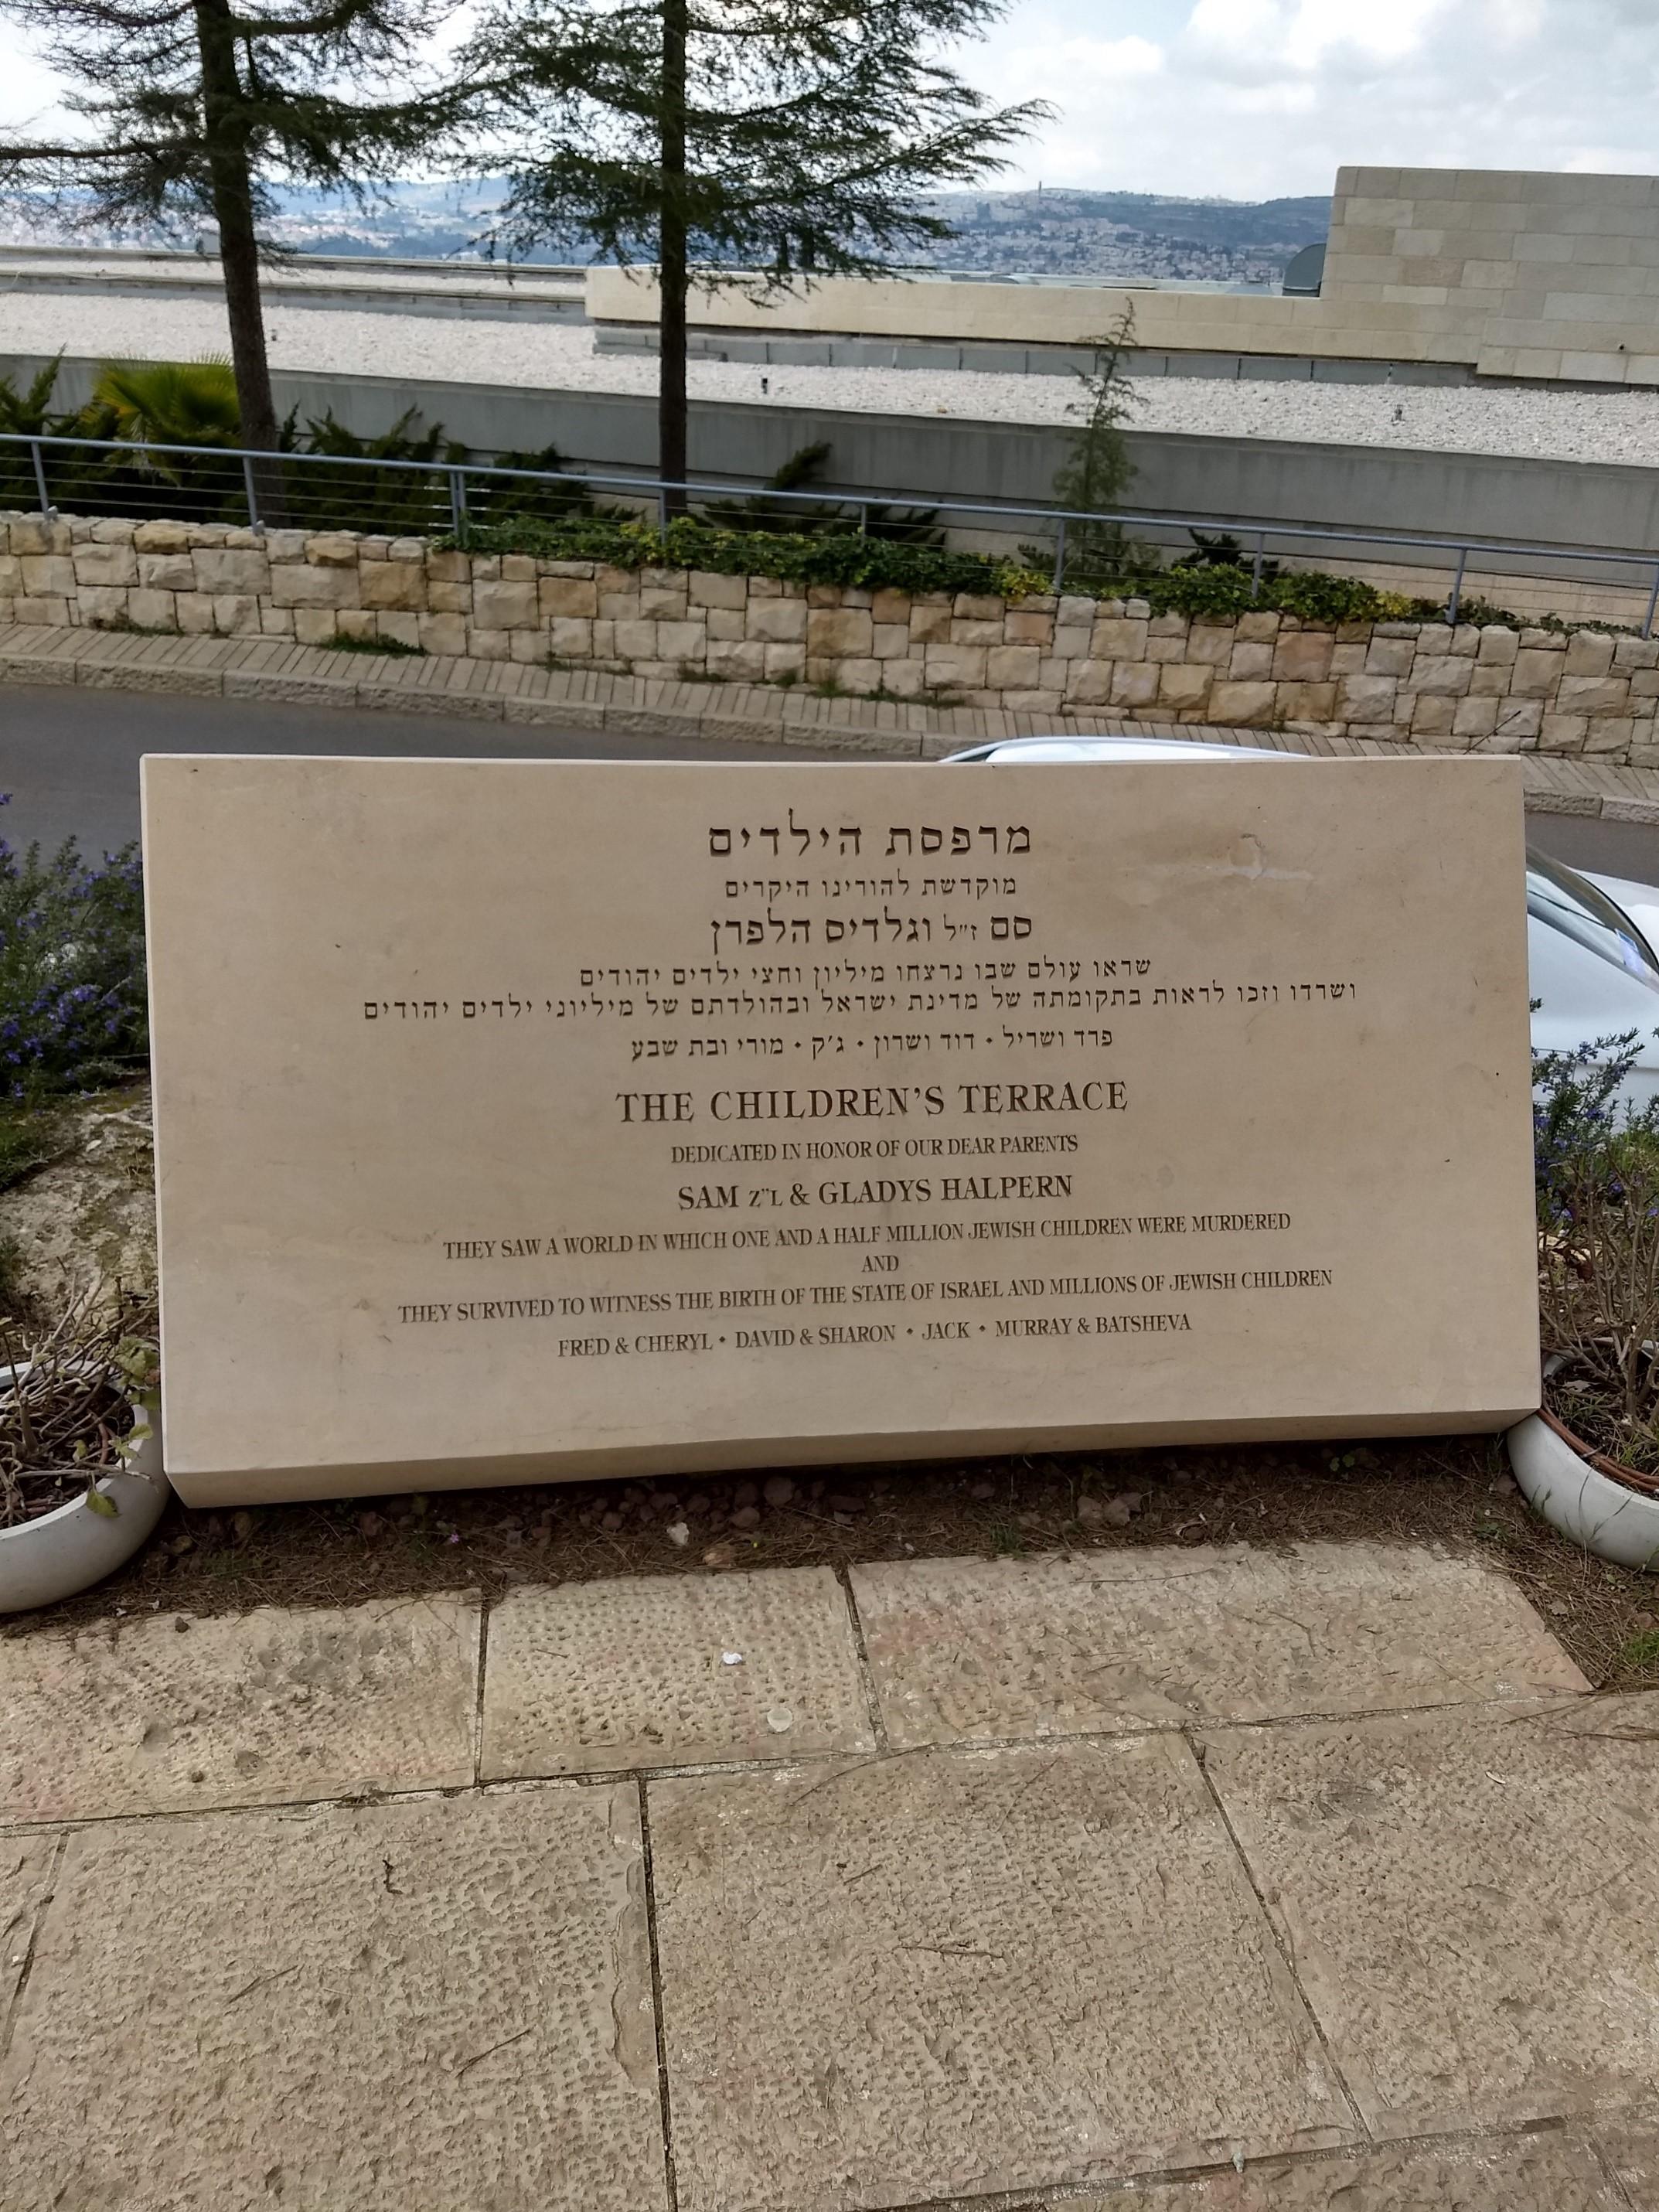 מרפסת הילדים
מוקדשת להורינו היקרים
סם ז״ל וגלדיס הלפרן
שראו עולם שבו נרצחו מיליון וחצי ילדים יהודים
ושרדו וזכו לראות בתקומתה של מדינת ישראל ובהולדתם של מיליוני ילדים יהודים
פרד ושריל • דוד ושרון • ג׳ק • מורי ובת שבע
THE CHILDREN'S TERRACE
DEDICATED IN HONOR OF OUR DEAR PARENTS
SAM Z"L & GLADYS HALPERN
THEY SAW A WORLD IN WHICH ONE AND A HALF MILLION JEWISH CHILDREN WERE MURDERED
AND
THEY SURVIVED TO WITNESS THE BIRTH OF THE STATE OF ISRAEL AND MILLIONS OF JEWISH CHILDREN
FRED & CHERYL • DAVID & SHARON • JACK • MURRAY & BATSHEVA